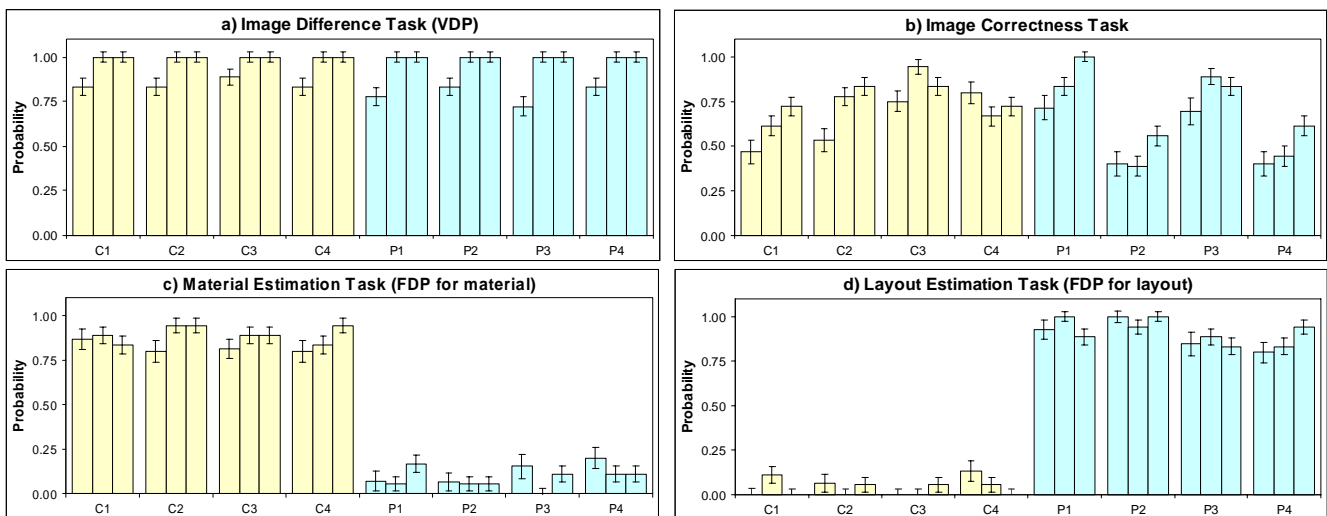 a) Image Difference Task (VDP)
Probability
1.00
0.75
0.50
0.25
0.00
C1 C2 C3 C4 P1 P2 P3 P4
b) Image Correctness Task
Probability
1.00
0.75
0.50
0.25
0.00
C1 C2 C3 C4 P1 P2 P3 P4
c) Material Estimation Task (FDP for material)
Probability
1.00
0.75
0.50
0.25
0.00
C1 C2 C3 C4 P1 P2 P3 P4
d) Layout Estimation Task (FDP for layout)
Probability
1.00
0.75
0.50
0.25
0.00
C1 C2 C3 C4 P1 P2 P3 P4